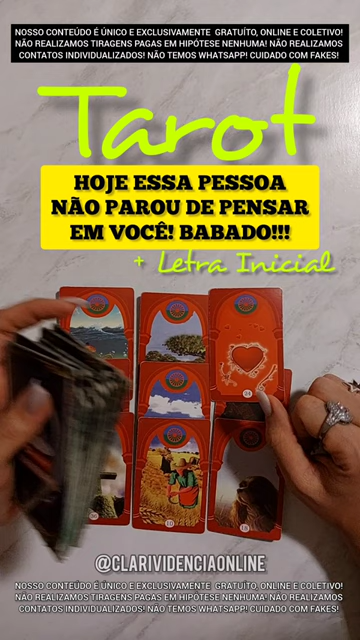 NOSSO CONTEÚDO É ÚNICO E EXCLUSIVAMENTE GRATUÍTO, ONLINE E COLETIVO!
NÃO REALIZAMOS TIRAGENS PAGAS EM HIPÓTESE NENHUMA! NÃO REALIZAMOS
CONTATOS INDIVIDUALIZADOS! NÃO TEMOS WHATSAPP! CUIDADO COM FAKES!
Tarot
HOJE ESSA PESSOA
NÃO PAROU DE PENSAR
EM VOCÊ! BABADO!!!
+ Letra Inicial
24
10
18
@CLARIVIDENCIAONLINE
NOSSO CONTEÚDO É ÚNICO E EXCLUSIVAMENTE GRATUÍTO, ONLINE E COLETIVO!
NÃO REALIZAMOS TIRAGENS PAGAS EM HIPÓTESE NENHUMA! NÃO REALIZAMOS
CONTATOS INDIVIDUALIZADOS! NÃO TEMOS WHATSAPP! CUIDADO COM FAKES!